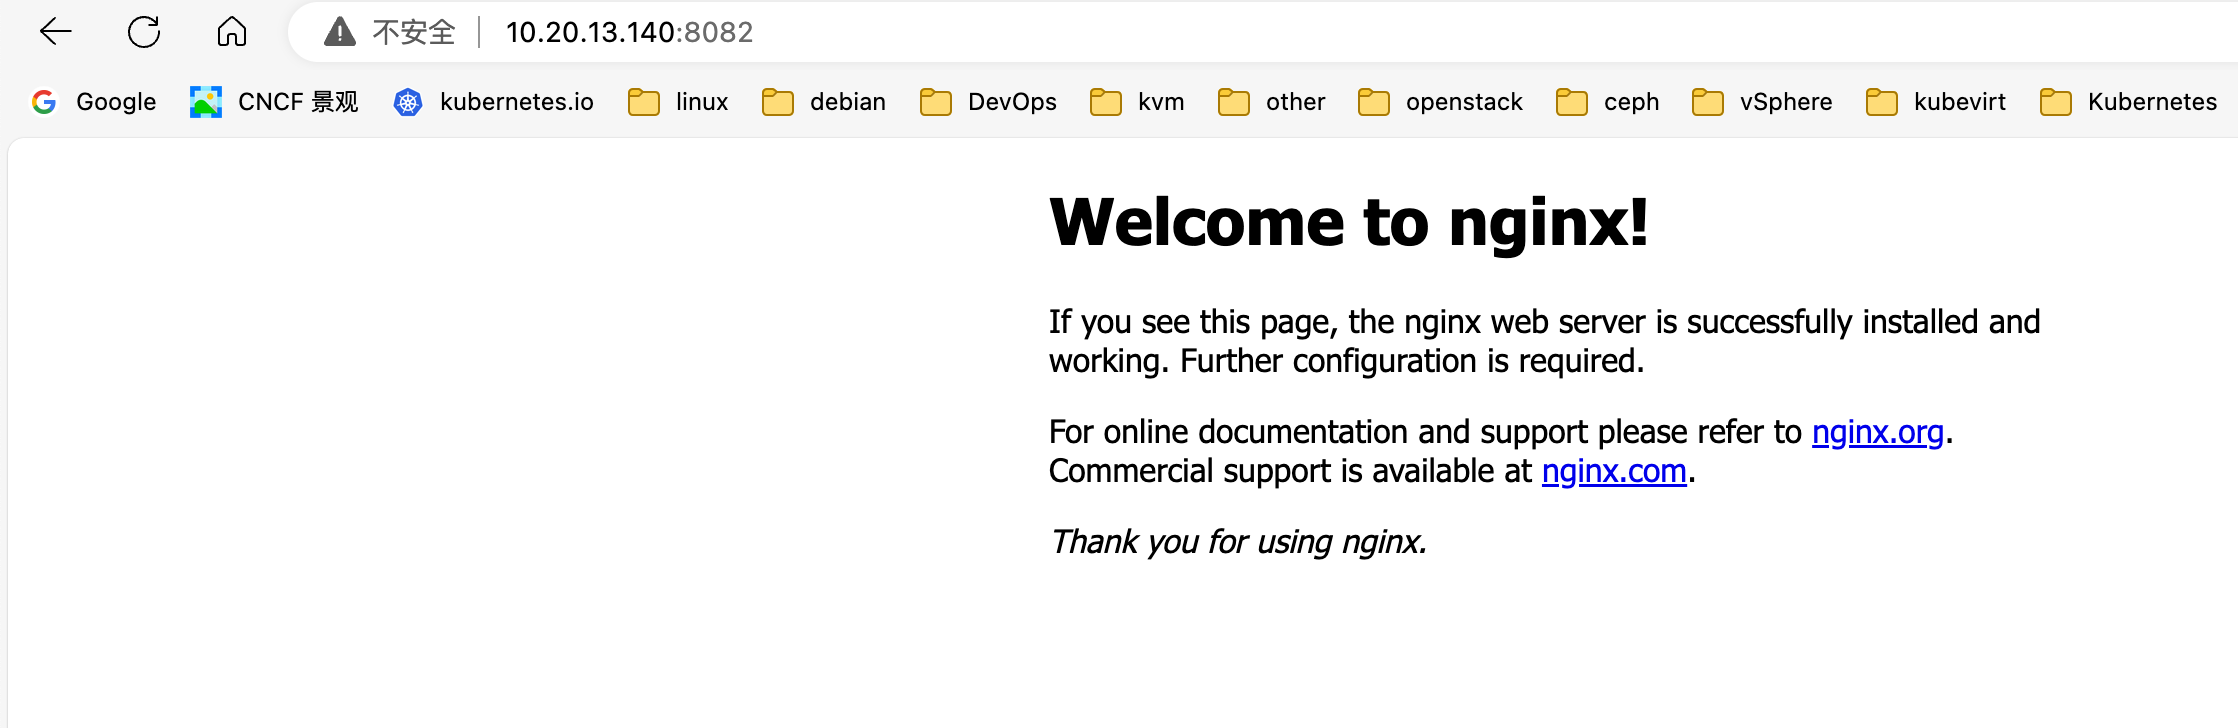 不安全 10.20.13.140:8082
Google CNCF 景观 kubernetes.io linux debian DevOps kvm other openstack ceph vSphere kubevirt Kubernetes
Welcome to nginx!
If you see this page, the nginx web server is successfully installed and
working. Further configuration is required.
For online documentation and support please refer to nginx.org.
Commercial support is available at nginx.com.
Thank you for using nginx.